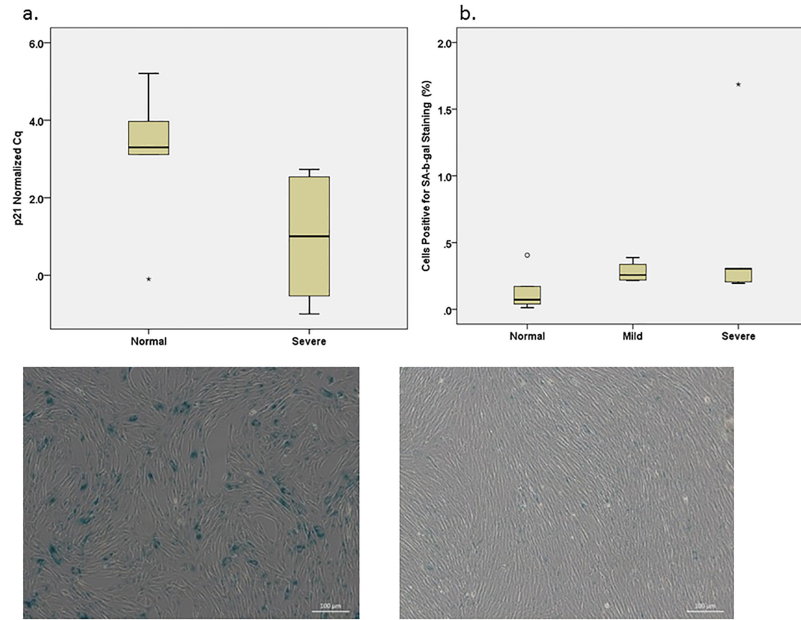 a.
p21 Normalized Cq
6.0
4.0
2.0
.0
*
Normal
Severe
b.
Cells Positive for SA-b-gal Staining (%)
2.0
1.5
1.0
.5
.0
*
Normal
Mild
Severe
100 µm
100 µm